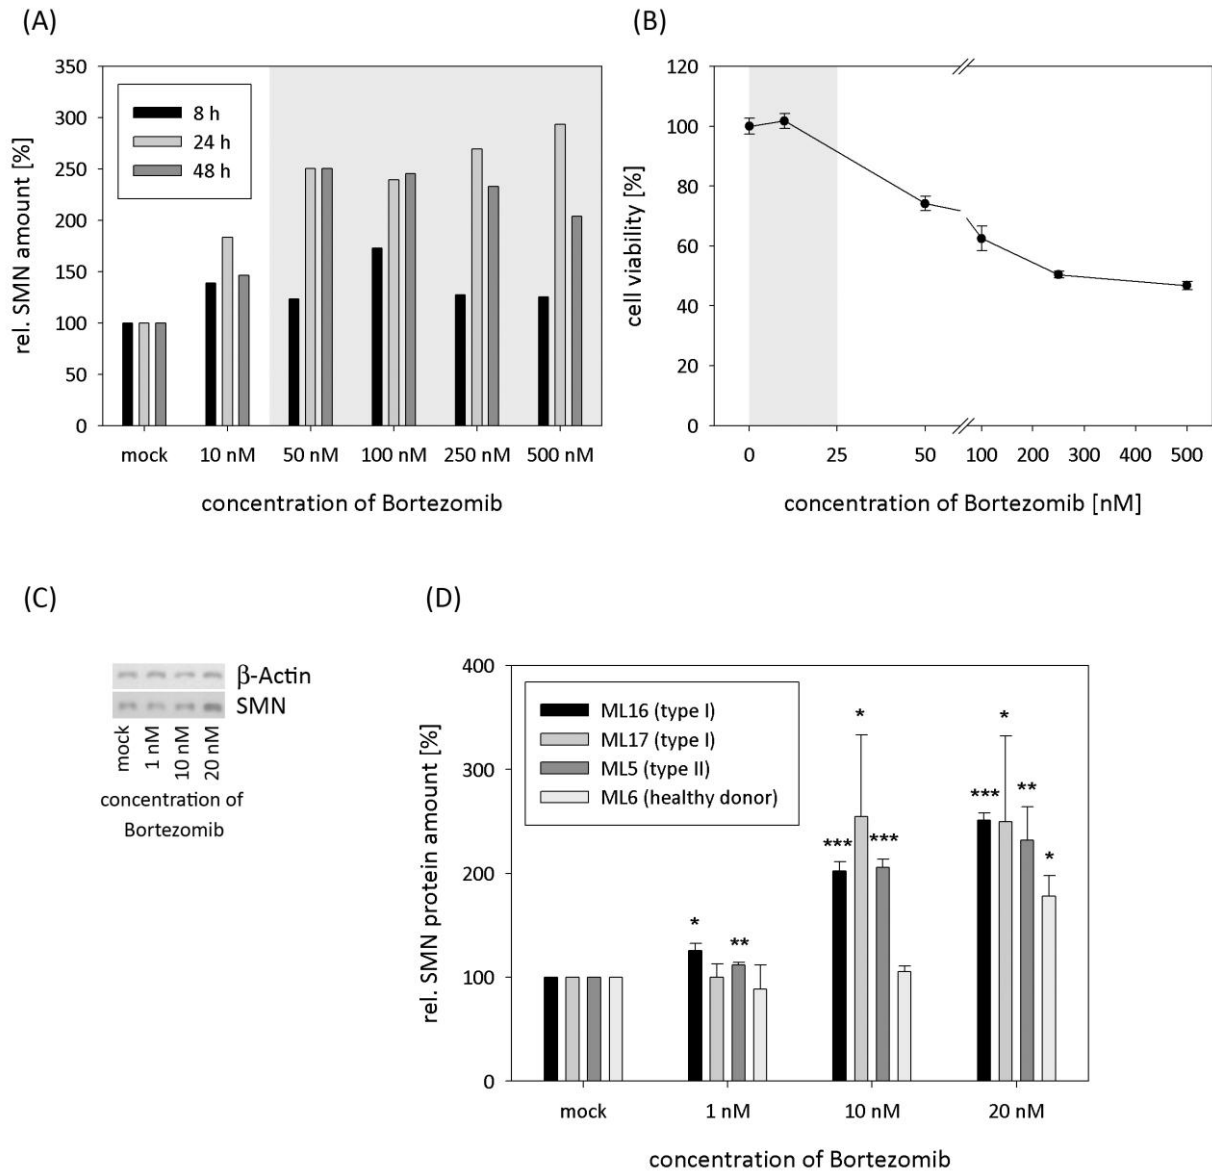 (A)
rel. SMN amount [%]
350
300
250
200
150
100
50
0
8 h
24 h
48 h
mock 10 nM 50 nM 100 nM 250 nM 500 nM
concentration of Bortezomib
(B)
cell viability [%]
120
100
80
60
40
20
0
0 25 50 100 200 300 400 500
concentration of Bortezomib [nM]
(C)
β-Actin
SMN
mock
1 nM
10 nM
20 nM
concentration of
Bortezomib
(D)
rel. SMN protein amount [%]
400
300
200
100
0
ML16 (type I)
ML17 (type I)
ML5 (type II)
ML6 (healthy donor)
* **
*** * ***
*** * ** *
mock 1 nM 10 nM 20 nM
concentration of Bortezomib